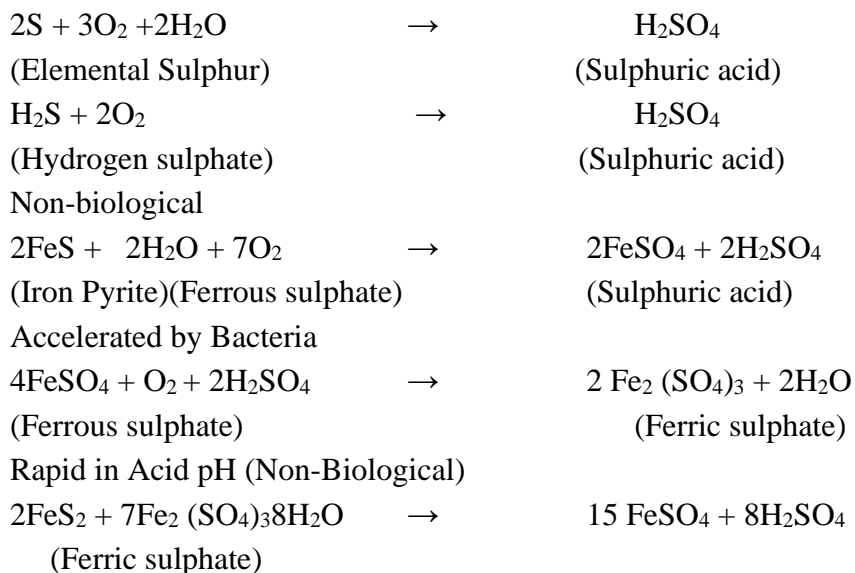 2S + 3O₂ +2H₂O → H₂SO₄
(Elemental Sulphur) (Sulphuric acid)
H₂S + 2O₂ → H₂SO₄
(Hydrogen sulphate) (Sulphuric acid)
Non-biological
2FeS + 2H₂O + 7O₂ → 2FeSO₄ + 2H₂SO₄
(Iron Pyrite)(Ferrous sulphate) (Sulphuric acid)
Accelerated by Bacteria
4FeSO₄ + O₂ + 2H₂SO₄ → 2 Fe₂ (SO₄)₃ + 2H₂O
(Ferrous sulphate) (Ferric sulphate)
Rapid in Acid pH (Non-Biological)
2FeS₂ + 7Fe₂ (SO₄)₃8H₂O → 15 FeSO₄ + 8H₂SO₄
(Ferric sulphate)